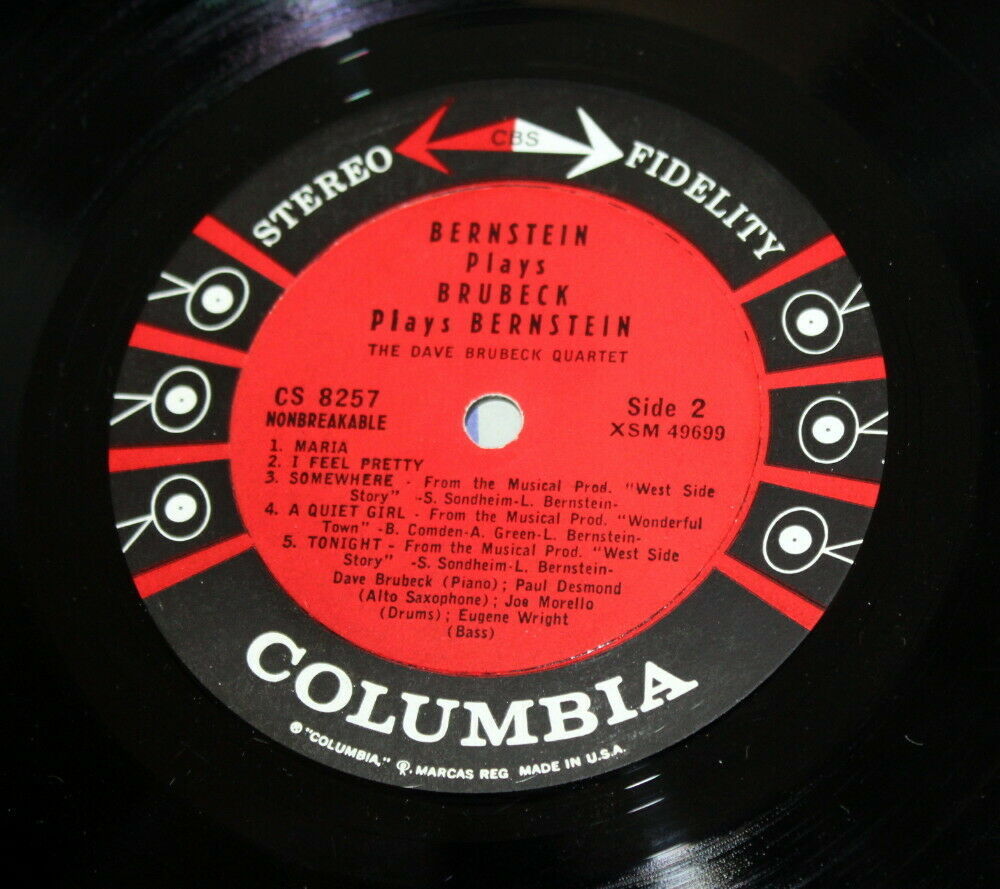 CBS
STEREO FIDELITY
BERNSTEIN
Plays
BRUBECK
Plays BERNSTEIN
THE DAVE BRUBECK QUARTET
CS 8257
NONBREAKABLE
Side 2
XSM 49699
1. MARIA
2. I FEEL PRETTY
3. SOMEWHERE - From the Musical Prod. "West Side
Story" -S. Sondheim-L. Bernstein-
4. A QUIET GIRL - From the Musical Prod. "Wonderful
Town" -B. Comden-A. Green-L. Bernstein-
5. TONIGHT - From the Musical Prod. "West Side
Story" -S. Sondheim-L. Bernstein-
Dave Brubeck (Piano); Paul Desmond
(Alto Saxophone); Joe Morello
(Drums); Eugene Wright
(Bass)
COLUMBIA
"COLUMBIA," MARCAS REG MADE IN U.S.A.